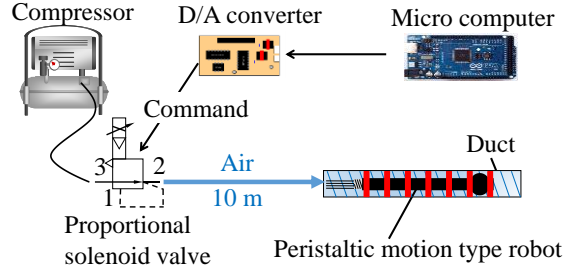 Compressor
D/A converter
Micro computer
Command
3
2
1
Air
10 m
Duct
Proportional
solenoid valve
Peristaltic motion type robot